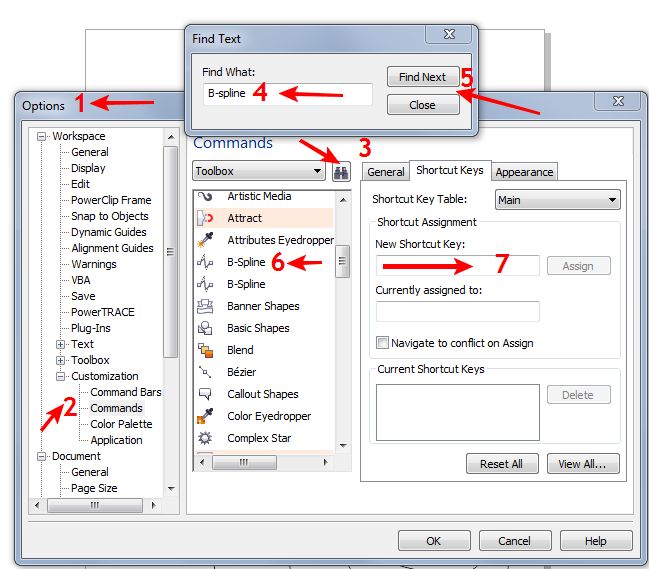 Find Text
Find What:
B-spline 4
Find Next 5
Close
Options 1
Workspace
General
Display
Edit
PowerClip Frame
Snap to Objects
Dynamic Guides
Alignment Guides
Warnings
VBA
Save
PowerTRACE
Plug-Ins
Text
Toolbox
Customization
Command Bars
2 Commands
Color Palette
Application
Document
General
Page Size
Commands
3
Toolbox
Artistic Media
Attract
Attributes Eyedropper
B-Spline 6
B-Spline
Banner Shapes
Basic Shapes
Blend
Bézier
Callout Shapes
Color Eyedropper
Complex Star
General Shortcut Keys Appearance
Shortcut Key Table: Main
Shortcut Assignment
New Shortcut Key:
7 Assign
Currently assigned to:
Navigate to conflict on Assign
Current Shortcut Keys
Delete
Reset All View All...
OK Cancel Help